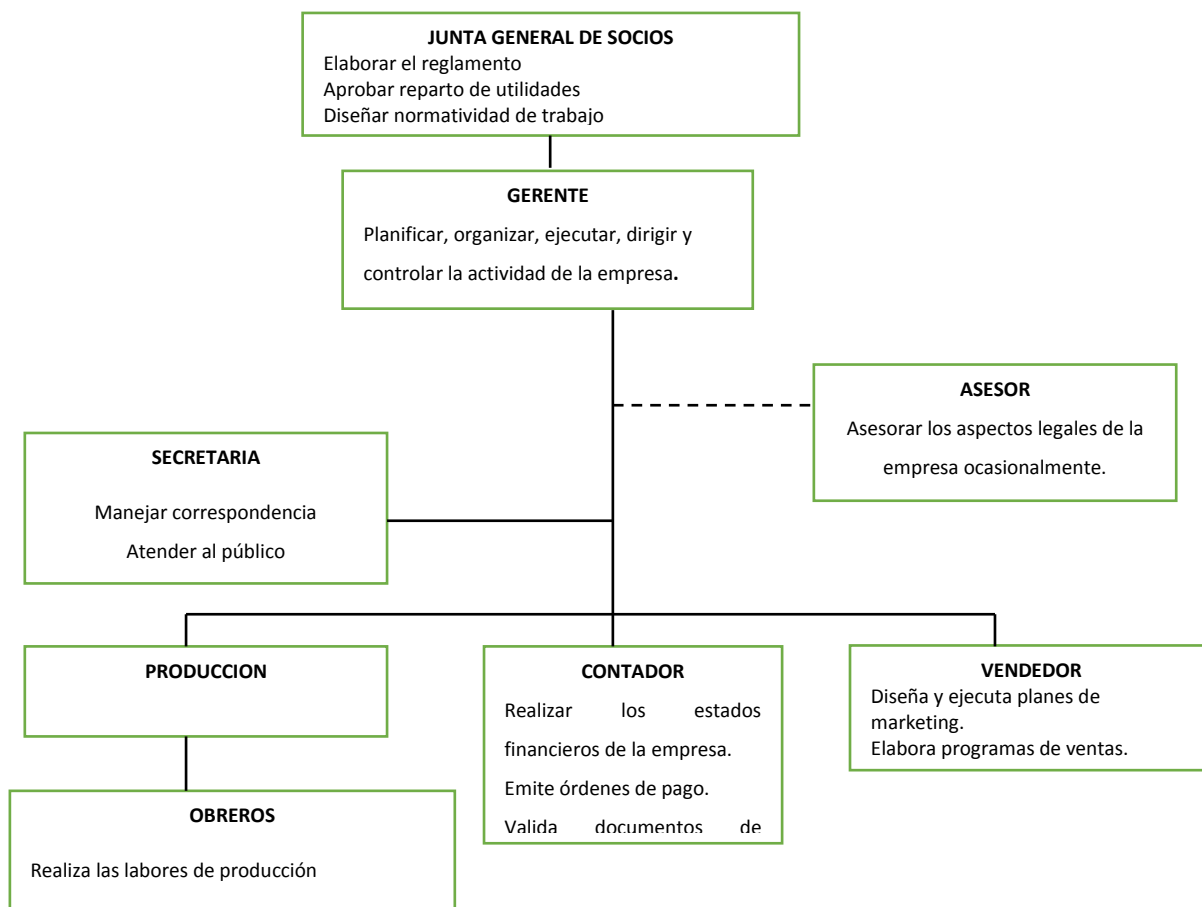 JUNTA GENERAL DE SOCIOS
Elaborar el reglamento
Aprobar reparto de utilidades
Diseñar normatividad de trabajo
GERENTE
Planificar, organizar, ejecutar, dirigir y
controlar la actividad de la empresa.
ASESOR
Asesorar los aspectos legales de la
empresa ocasionalmente.
SECRETARIA
Manejar correspondencia
Atender al público
PRODUCCION
CONTADOR
Realizar los estados
financieros de la empresa.
Emite órdenes de pago.
Valida documentos de
VENDEDOR
Diseña y ejecuta planes de
marketing.
Elabora programas de ventas.
OBREROS
Realiza las labores de producción